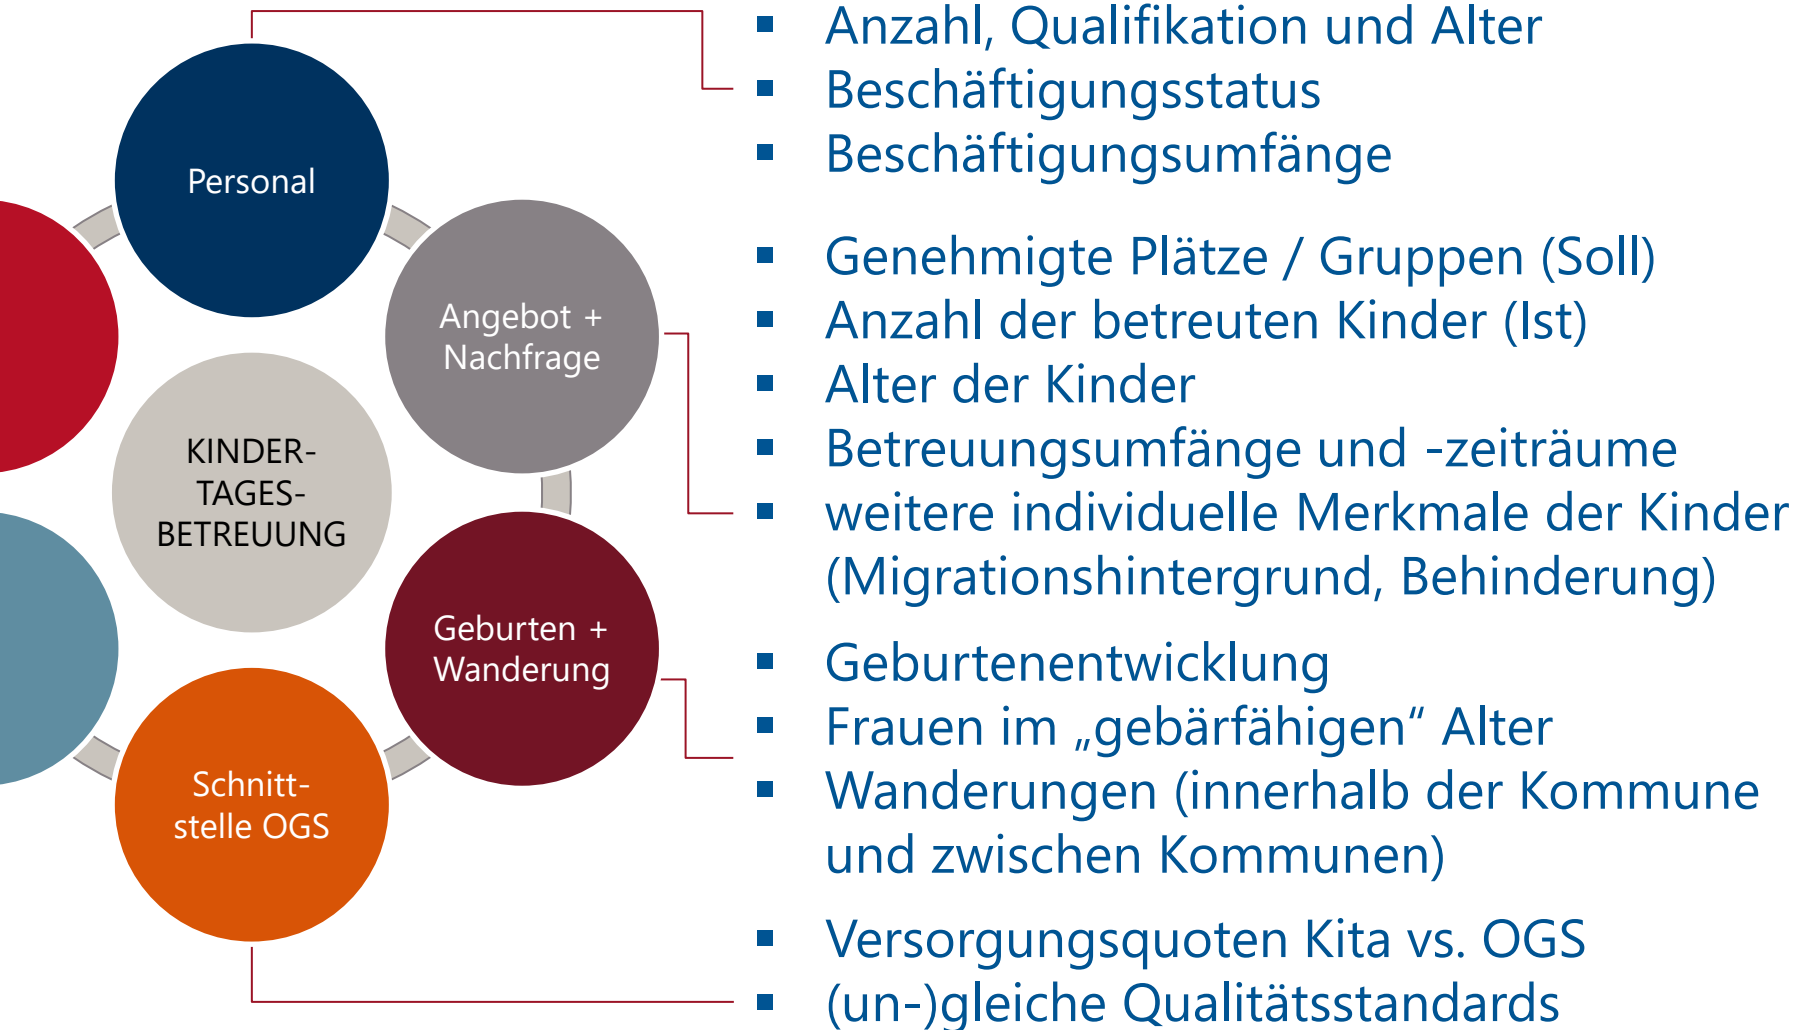 Personal
Angebot +
Nachfrage
KINDER-
TAGES-
BETREUUNG
Geburten +
Wanderung
Schnitt-
stelle OGS
▪ Anzahl, Qualifikation und Alter
▪ Beschäftigungsstatus
▪ Beschäftigungsumfänge
▪ Genehmigte Plätze / Gruppen (Soll)
▪ Anzahl der betreuten Kinder (Ist)
▪ Alter der Kinder
▪ Betreuungsumfänge und -zeiträume
▪ weitere individuelle Merkmale der Kinder
(Migrationshintergrund, Behinderung)
▪ Geburtenentwicklung
▪ Frauen im „gebärfähigen“ Alter
▪ Wanderungen (innerhalb der Kommune
und zwischen Kommunen)
▪ Versorgungsquoten Kita vs. OGS
▪ (un-)gleiche Qualitätsstandards